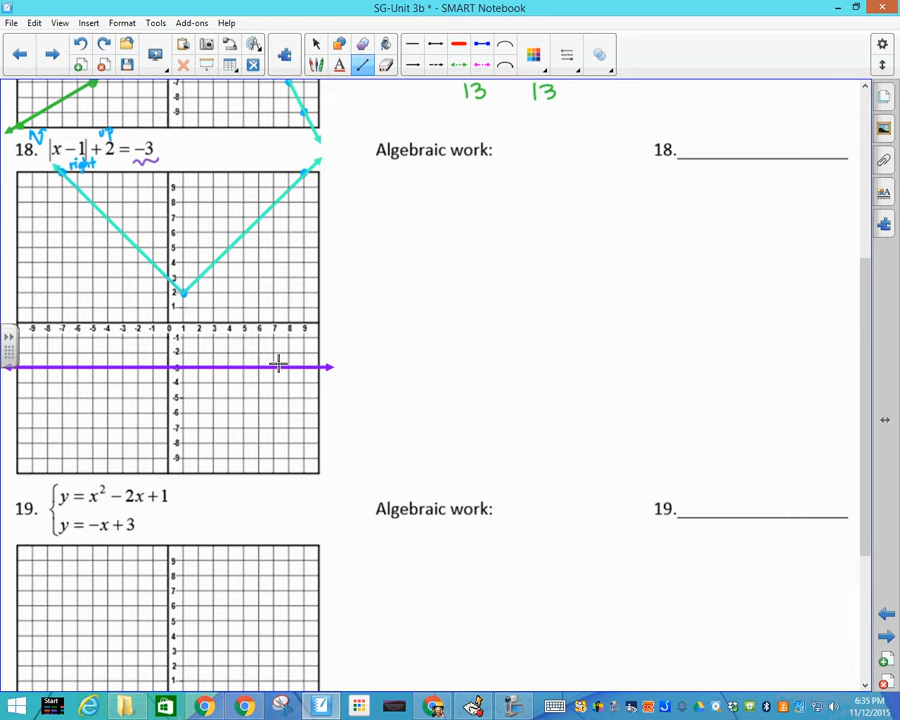 SG-Unit 3b * - SMART Notebook
File Edit View Insert Format Tools Add-ons Help
-7
-8
-9
13 13
N up
18. |x−1|+2=−3
right
Algebraic work:
18.
9
8
7
6
5
4
3
2
1
-9 -8 -7 -6 -5 -4 -3 -2 -1 0 1 2 3 4 5 6 7 8 9
-1
-2
-3
-4
-5
-6
-7
-8
-9
19. y = x² − 2x + 1
y = −x + 3
Algebraic work:
19.
9
8
7
6
5
4
3
2
1
Start
6:35 PM
11/12/2015